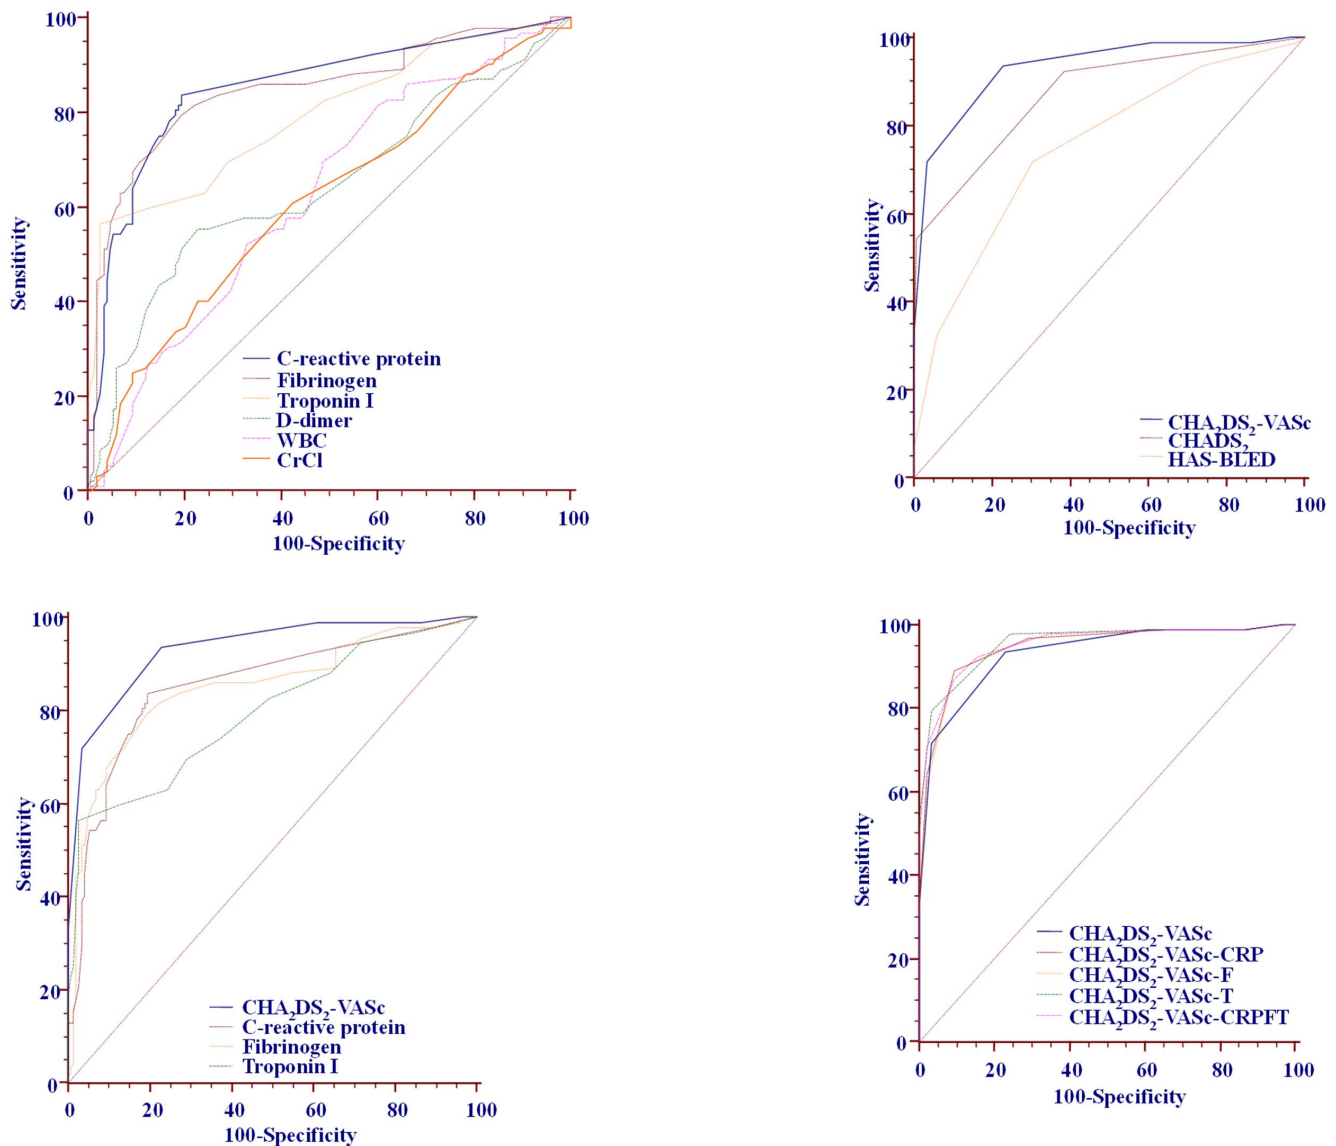 100
80
60
40
20
0
Sensitivity
C-reactive protein
Fibrinogen
Troponin I
D-dimer
WBC
CrCl
0 20 40 60 80 100
100-Specificity
100
80
60
40
20
0
Sensitivity
CHA₂DS₂-VASc
CHADS₂
HAS-BLED
0 20 40 60 80 100
100-Specificity
100
80
60
40
20
0
Sensitivity
CHA₂DS₂-VASc
C-reactive protein
Fibrinogen
Troponin I
0 20 40 60 80 100
100-Specificity
100
80
60
40
20
0
Sensitivity
CHA₂DS₂-VASc
CHA₂DS₂-VASc-CRP
CHA₂DS₂-VASc-F
CHA₂DS₂-VASc-T
CHA₂DS₂-VASc-CRPFT
0 20 40 60 80 100
100-Specificity